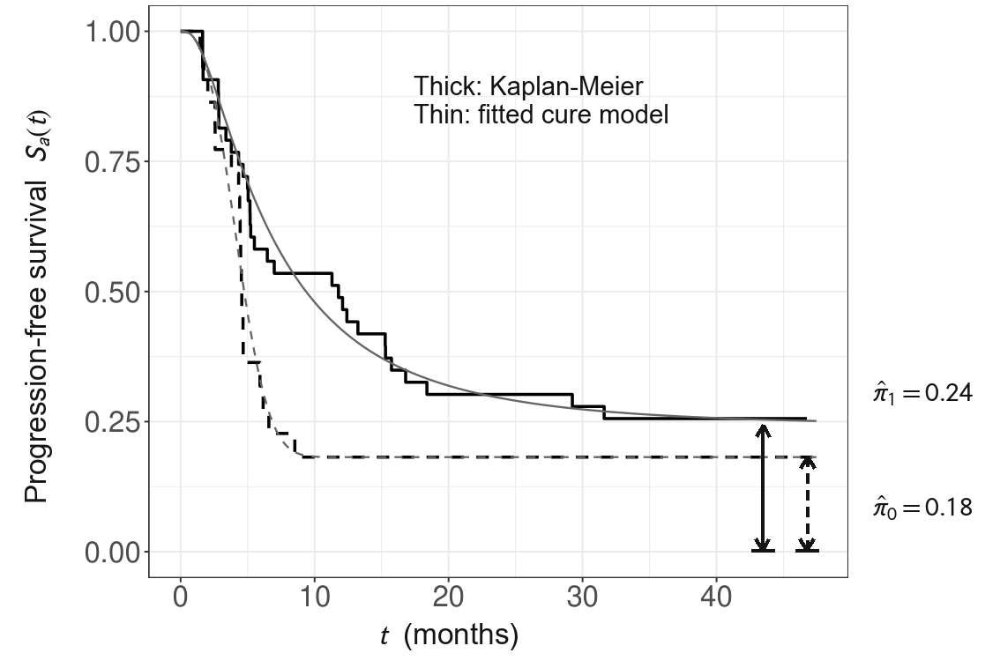 Progression-free survival Sₐ(t)
1.00
0.75
0.50
0.25
0.00
Thick: Kaplan-Meier
Thin: fitted cure model
π̂₁ = 0.24
π̂₀ = 0.18
0 10 20 30 40
t (months)